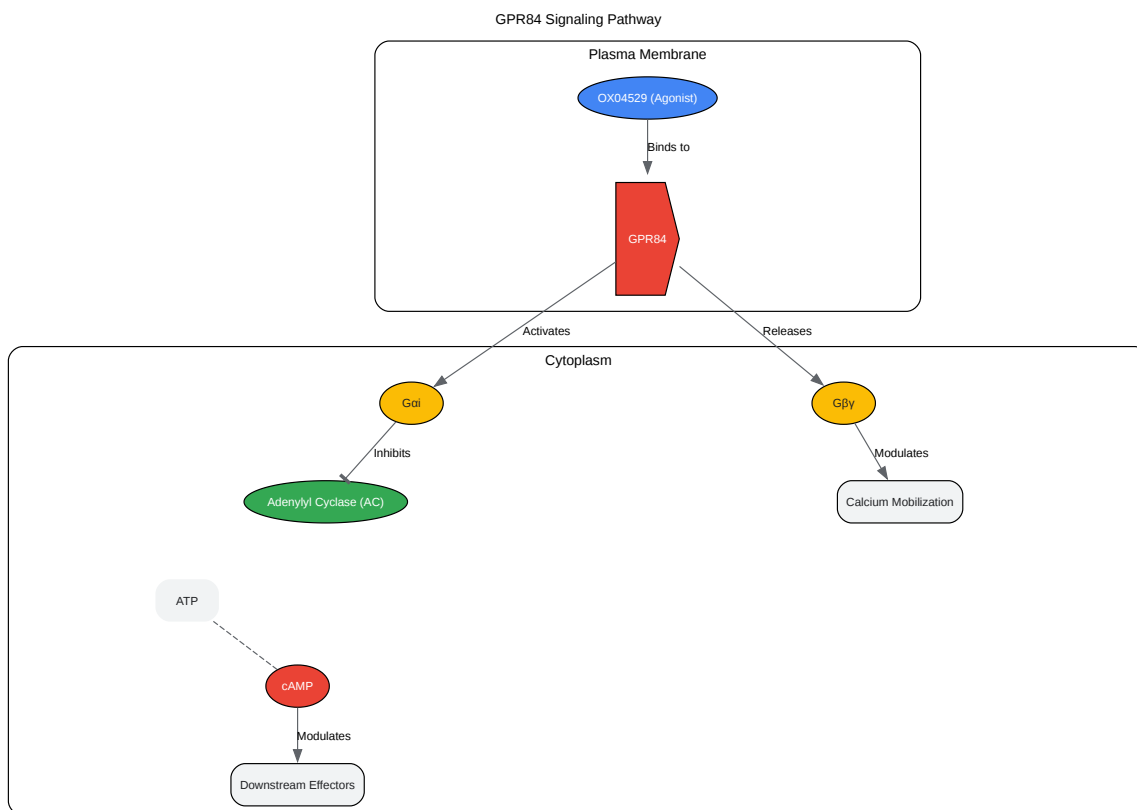 GPR84 Signaling Pathway
Plasma Membrane
OX04529 (Agonist)
Binds to
GPR84
Activates
Releases
Cytoplasm
Gαi
Gβγ
Inhibits
Modulates
Adenylyl Cyclase (AC)
Calcium Mobilization
ATP
cAMP
Modulates
Downstream Effectors